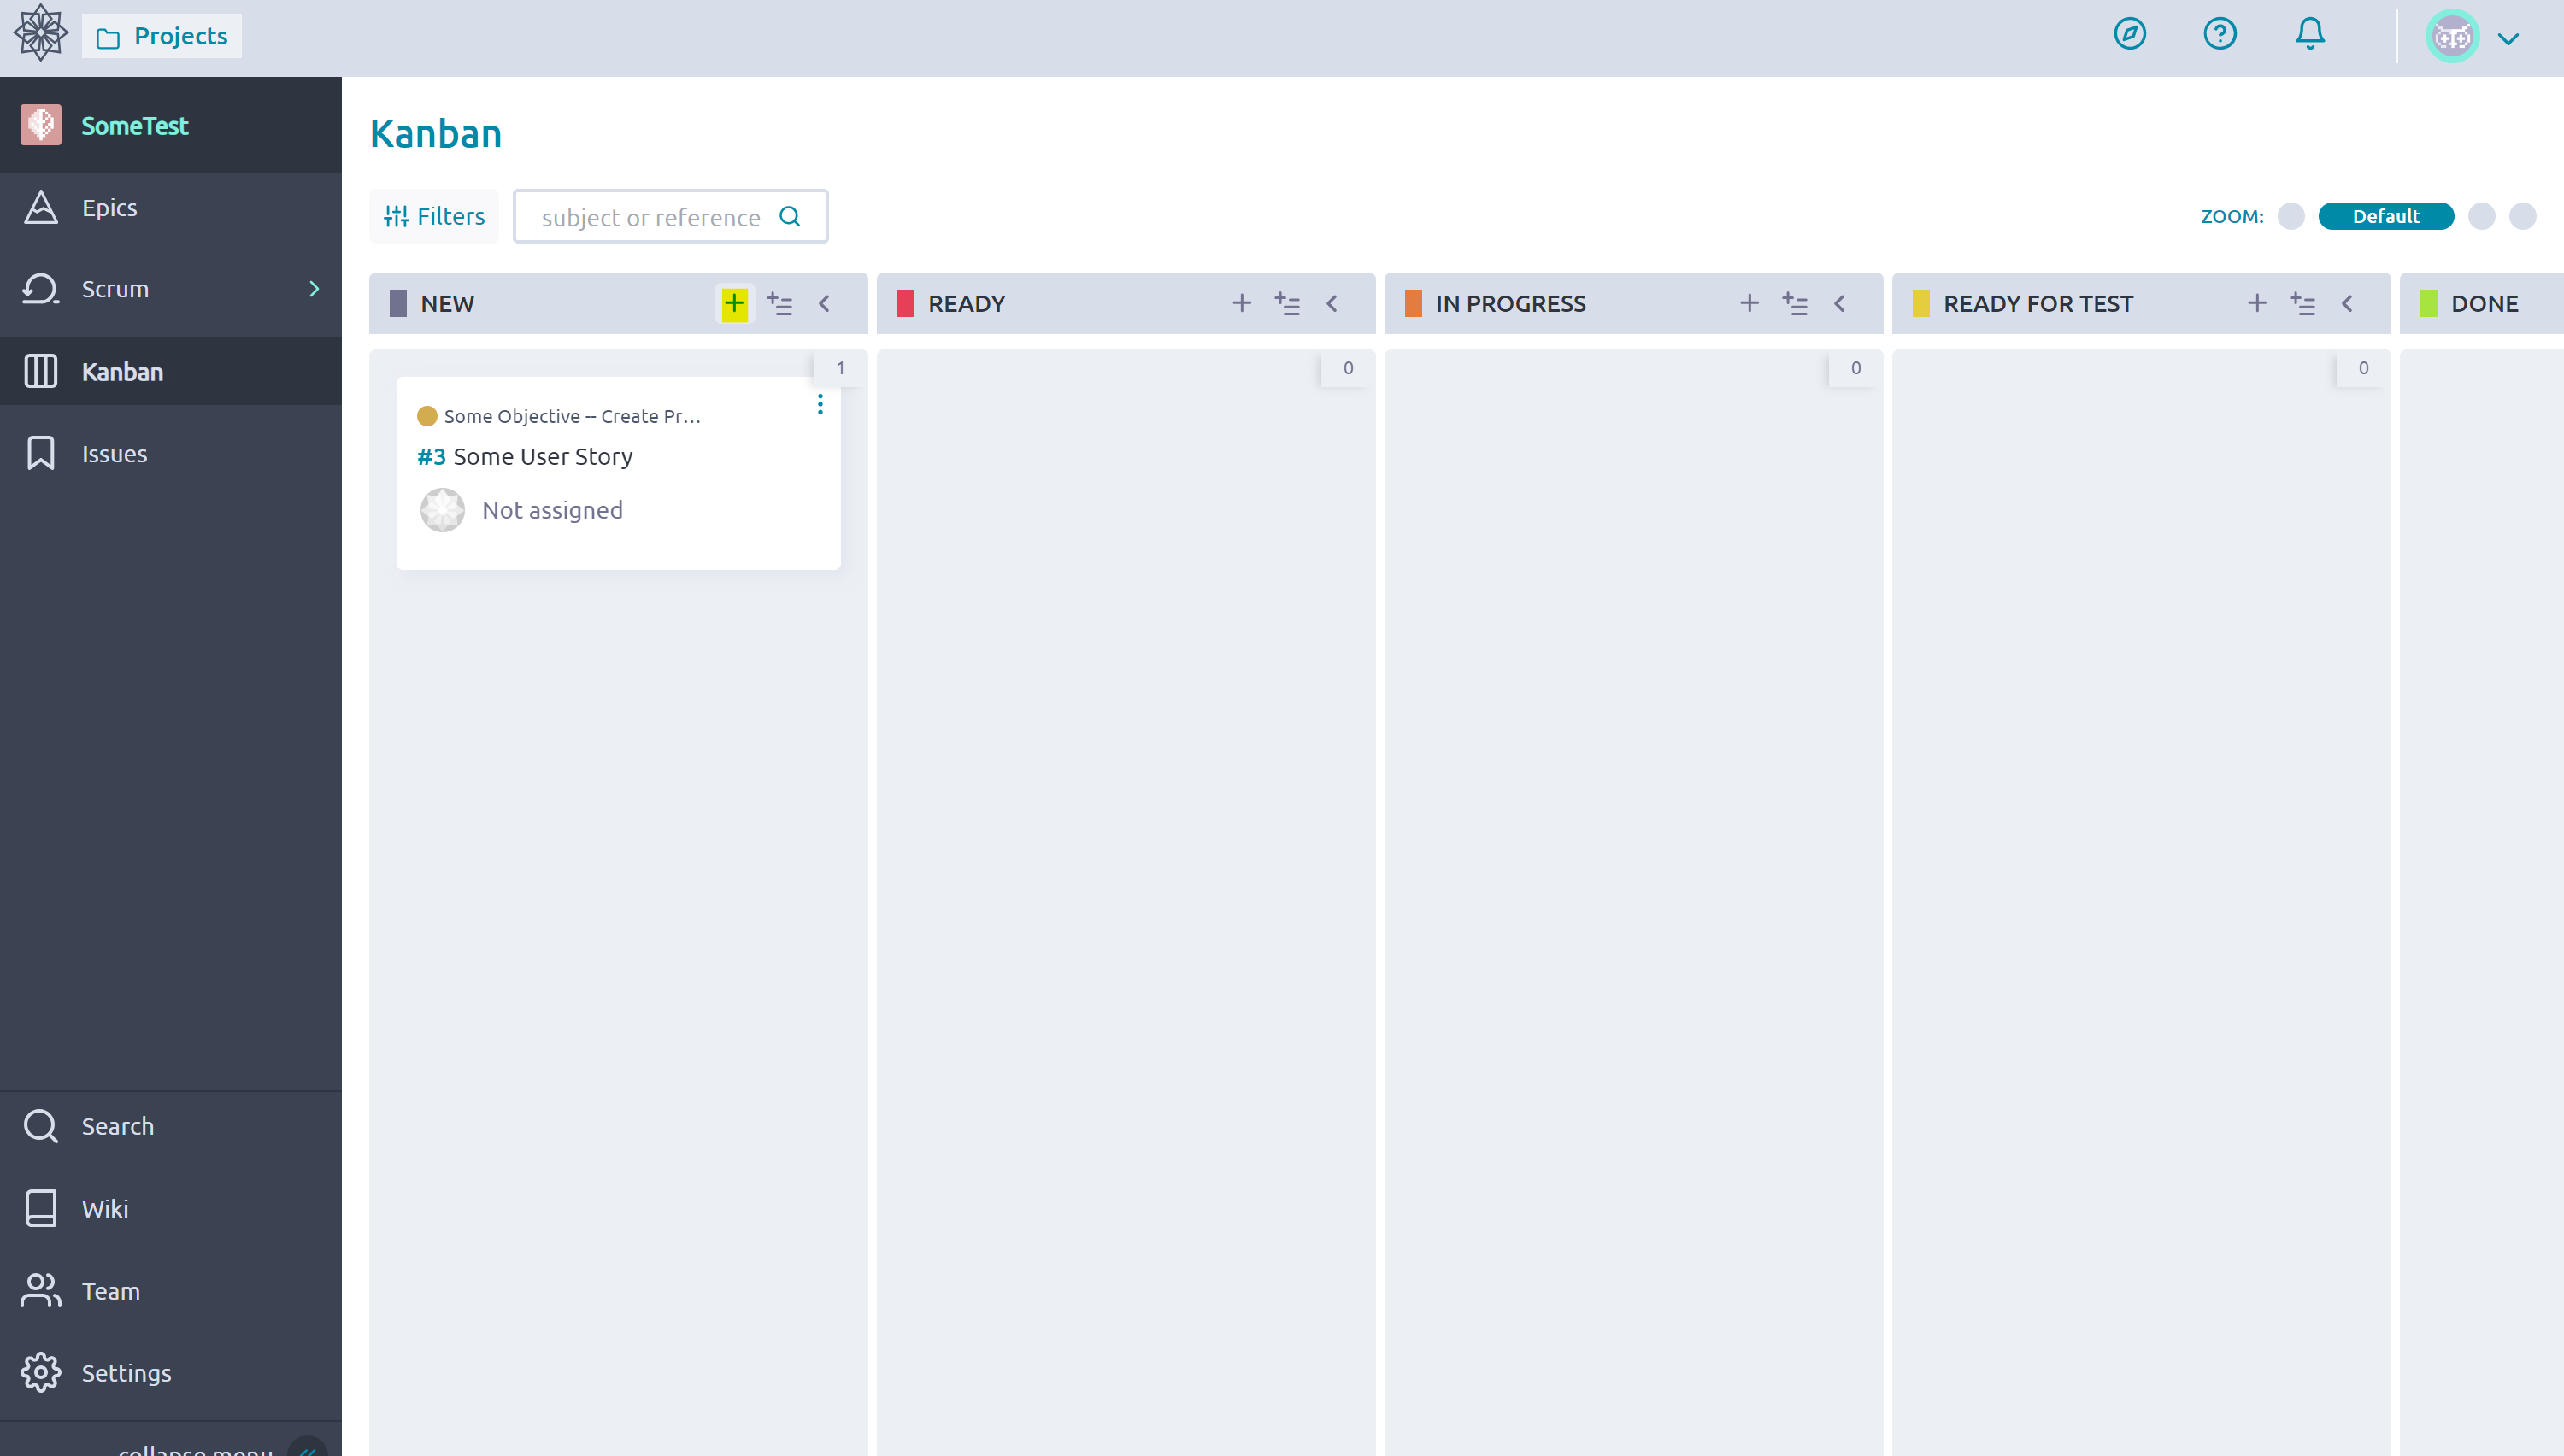 Projects
SomeTest
Epics
Scrum
Kanban
Issues
Search
Wiki
Team
Settings
collapse menu
Kanban
Filters
subject or reference
ZOOM:
Default
NEW
READY
IN PROGRESS
READY FOR TEST
DONE
1
0
0
0
Some Objective -- Create Pr...
#3 Some User Story
Not assigned